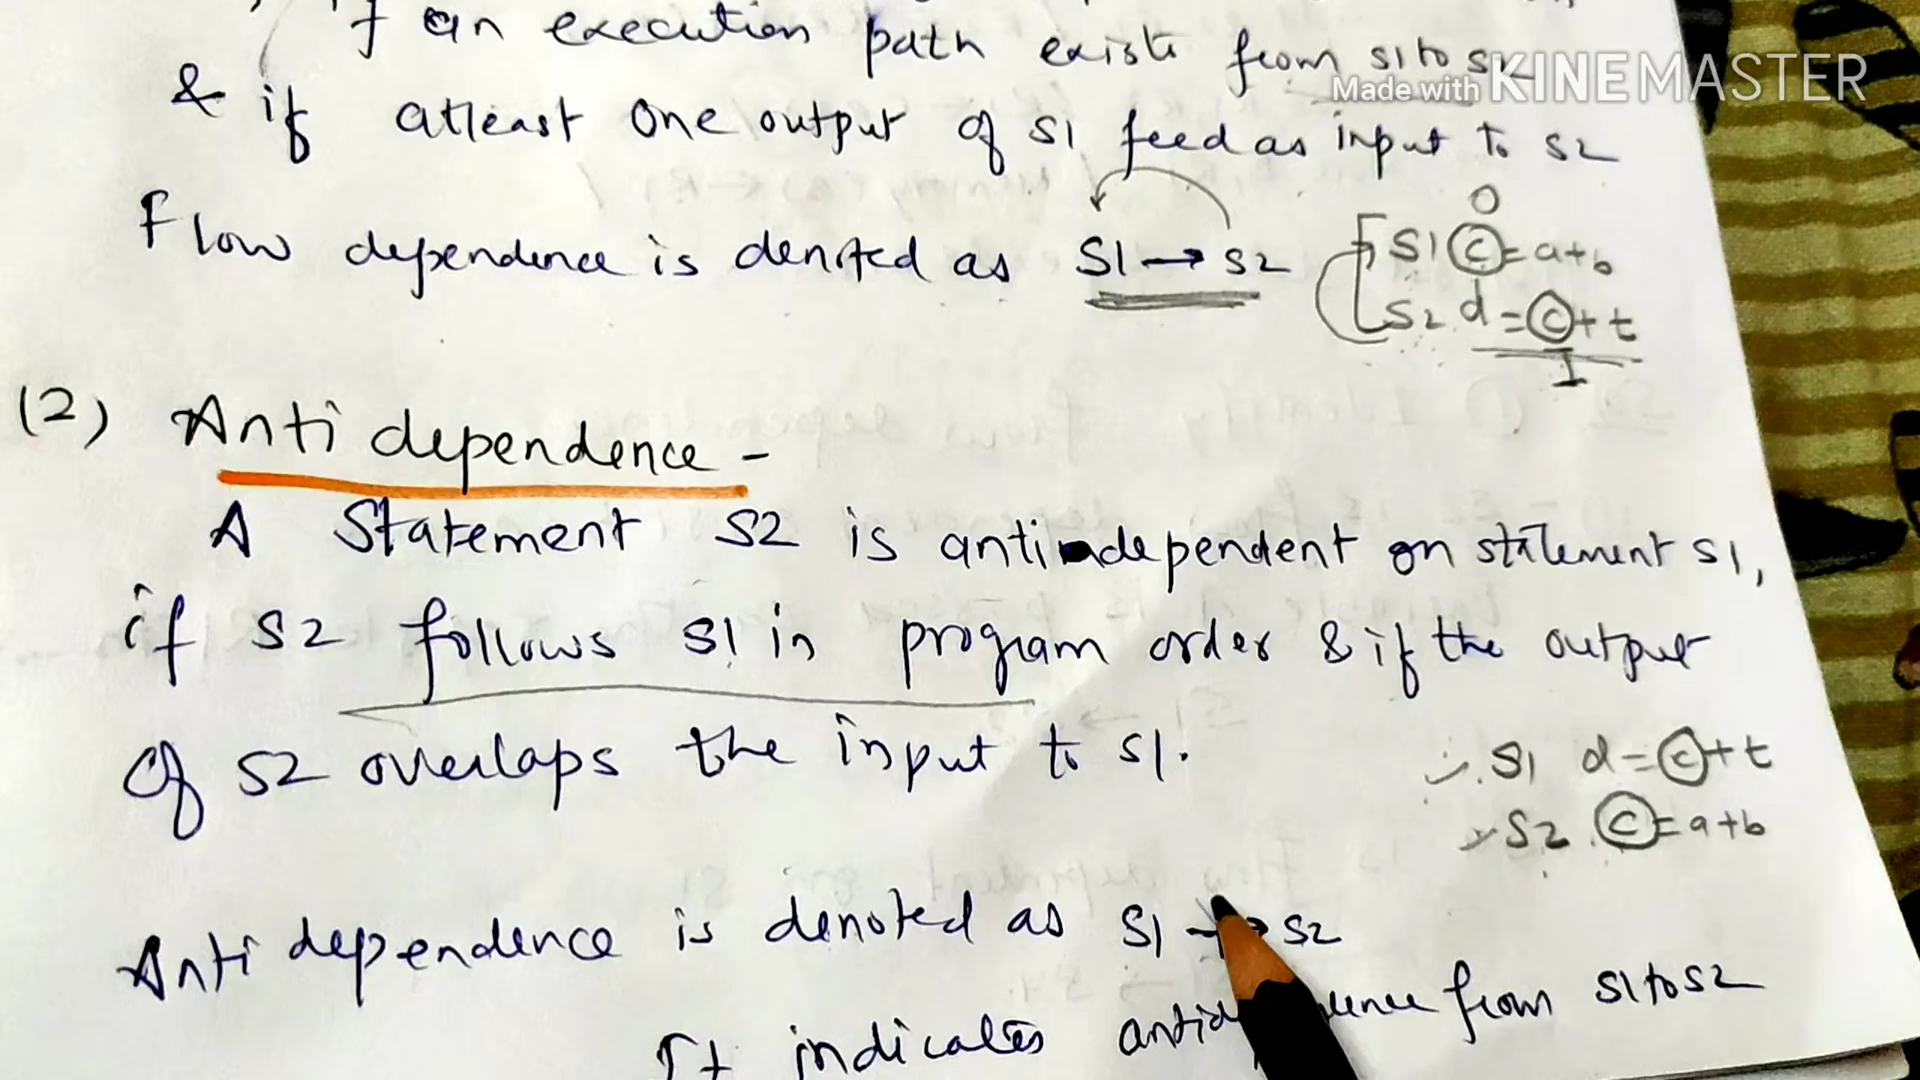 if an execution path exists from S1 to S2
& if atleast one output of S1 feed as input to S2
Flow dependence is denoted as S1 → S2
O
S1 c = a+b
S2 d = c + t
I
(2) Anti dependence -
A Statement S2 is antidependent on statement S1,
if S2 follows S1 in program order & if the output
of S2 overlaps the input to S1.
S1 d = c + t
S2 c = a+b
Anti dependence is denoted as S1 → S2
It indicates from S1 to S2
Made with KINEMASTER